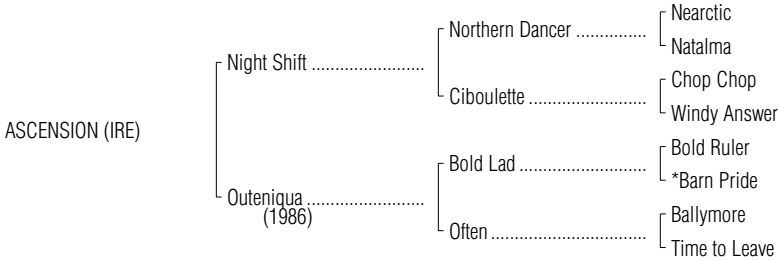 Nearctic
Northern Dancer ...............
Natalma
Night Shift ........................
Chop Chop
Ciboulette .........................
Windy Answer
ASCENSION (IRE)
Bold Ruler
Bold Lad ...........................
*Barn Pride
Outeniqua .........................
(1986)
Ballymore
Often .................................
Time to Leave